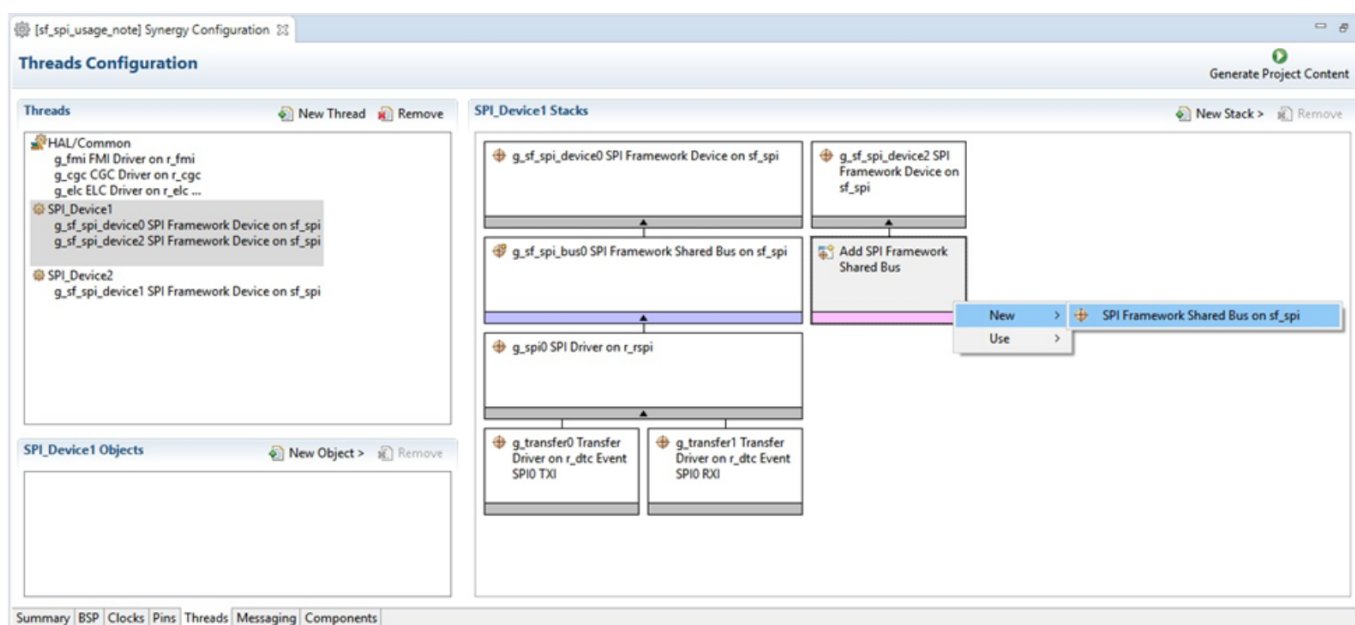 [sf_spi_usage_note] Synergy Configuration
Threads Configuration
Generate Project Content
Threads
New Thread
Remove
HAL/Common
g_fmi FMI Driver on r_fmi
g_cgc CGC Driver on r_cgc
g_elc ELC Driver on r_elc ...
SPI_Device1
g_sf_spi_device0 SPI Framework Device on sf_spi
g_sf_spi_device2 SPI Framework Device on sf_spi
SPI_Device2
g_sf_spi_device1 SPI Framework Device on sf_spi
SPI_Device1 Objects
New Object >
Remove
SPI_Device1 Stacks
New Stack >
Remove
g_sf_spi_device0 SPI Framework Device on sf_spi
g_sf_spi_device2 SPI
Framework Device on
sf_spi
g_sf_spi_bus0 SPI Framework Shared Bus on sf_spi
Add SPI Framework
Shared Bus
New >
SPI Framework Shared Bus on sf_spi
Use >
g_spi0 SPI Driver on r_rspi
g_transfer0 Transfer
Driver on r_dtc Event
SPI0 TXI
g_transfer1 Transfer
Driver on r_dtc Event
SPI0 RXI
Summary BSP Clocks Pins Threads Messaging Components